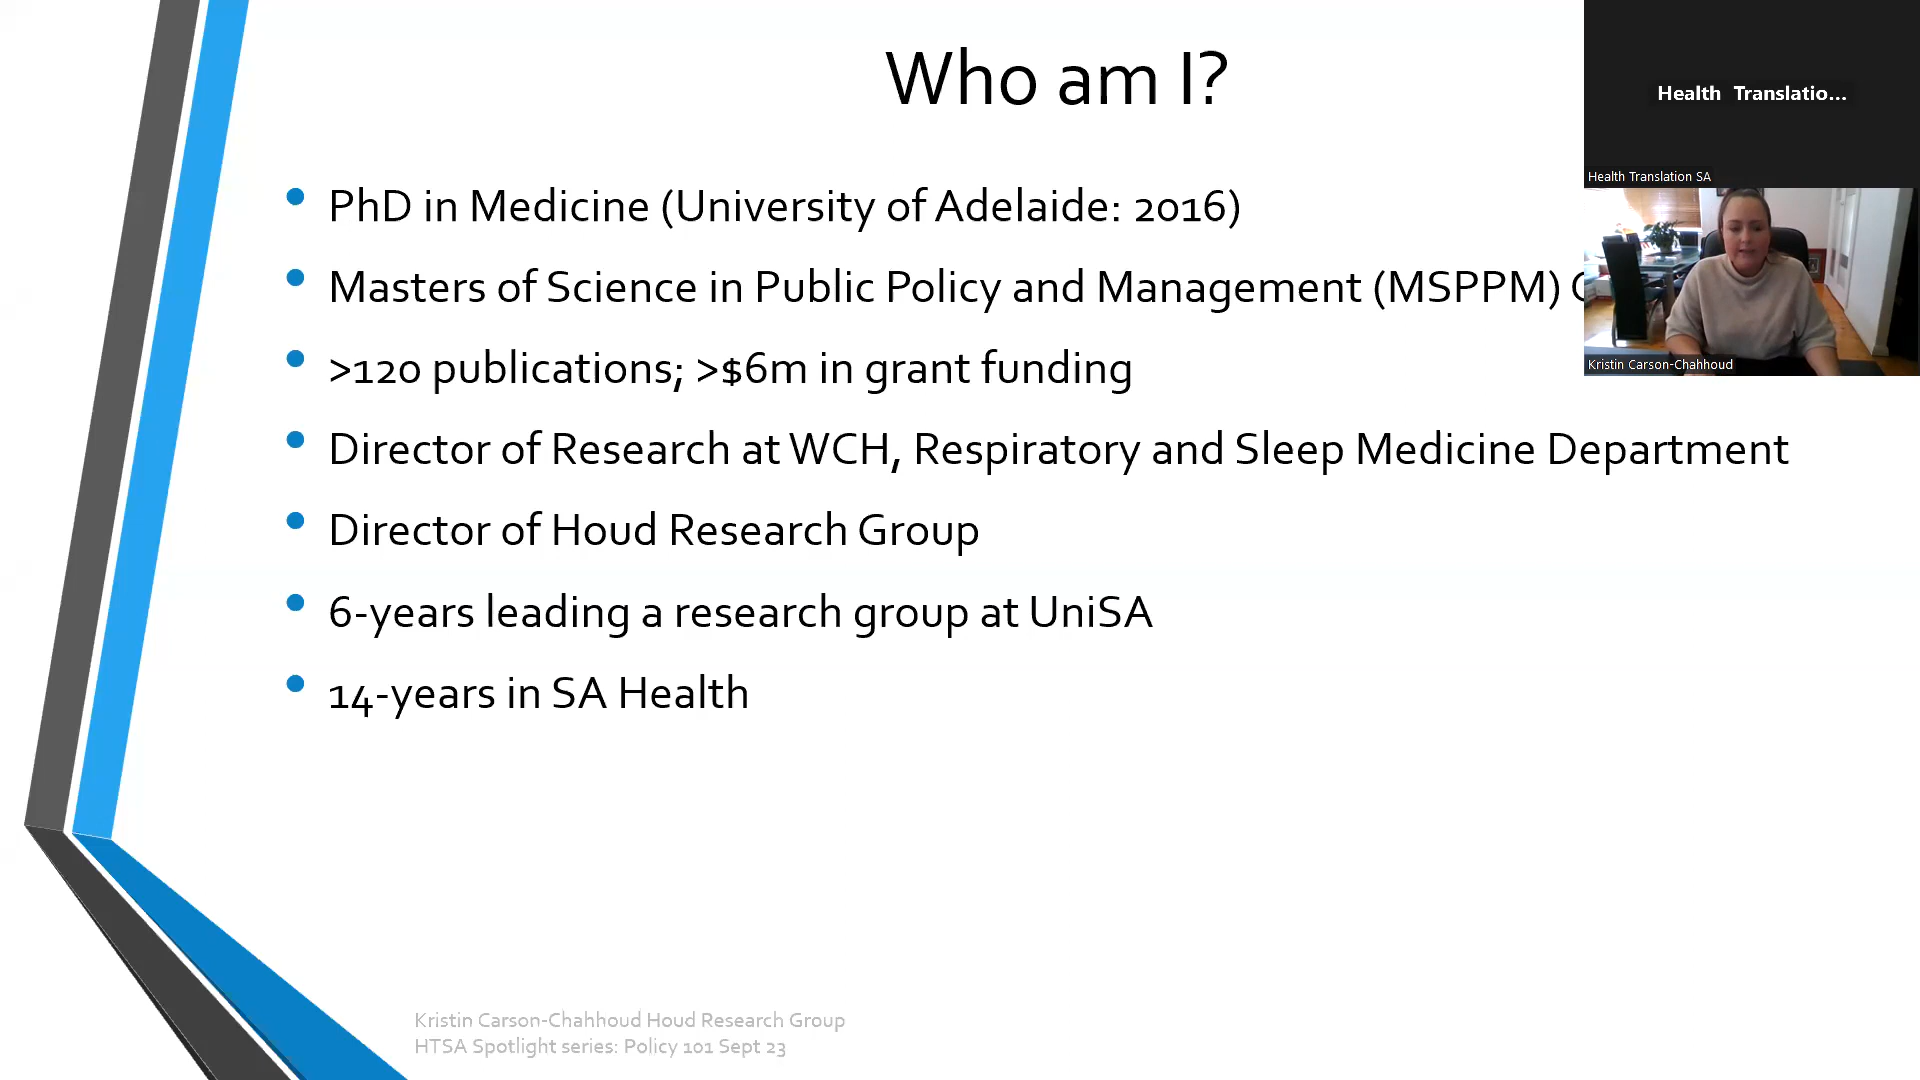 Who am I?
Health Translatio...
Health Translation SA
Kristin Carson-Chahhoud
PhD in Medicine (University of Adelaide: 2016)
Masters of Science in Public Policy and Management (MSPPM)
>120 publications; >$6m in grant funding
Director of Research at WCH, Respiratory and Sleep Medicine Department
Director of Houd Research Group
6-years leading a research group at UniSA
14-years in SA Health
Kristin Carson-Chahhoud Houd Research Group
HTSA Spotlight series: Policy 101 Sept 23